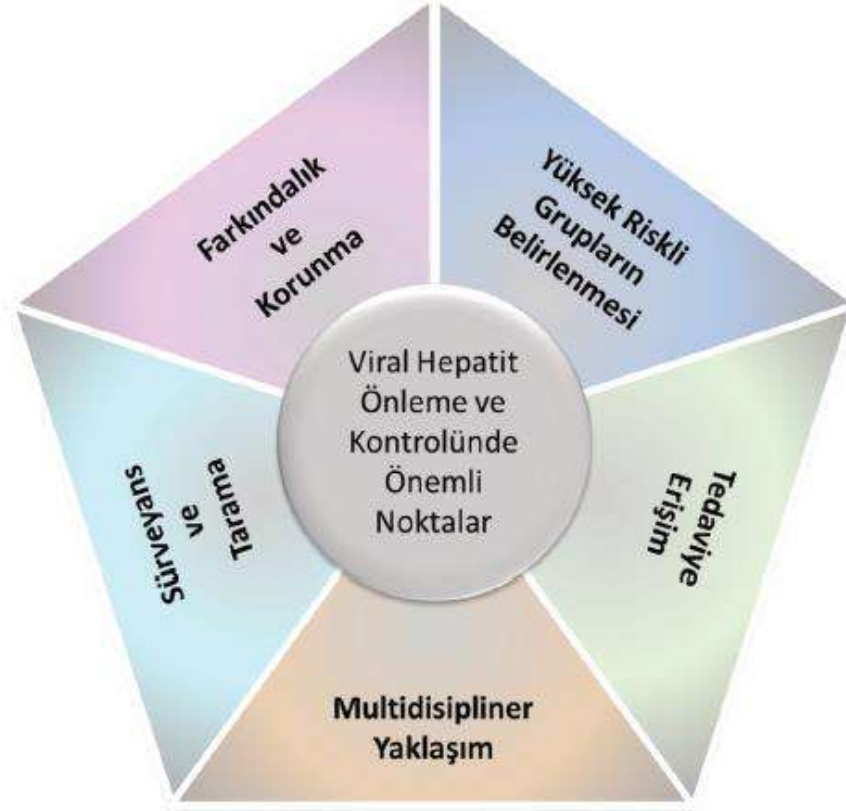 Farkındalık
ve
Korunma
Yüksek Riskli
Grupların
Belirlenmesi
Viral Hepatit
Önleme ve
Kontrolünde
Önemli
Noktalar
Tarama
ve
Sürveyans
Tedaviye
Erişim
Multidisipliner
Yaklaşım